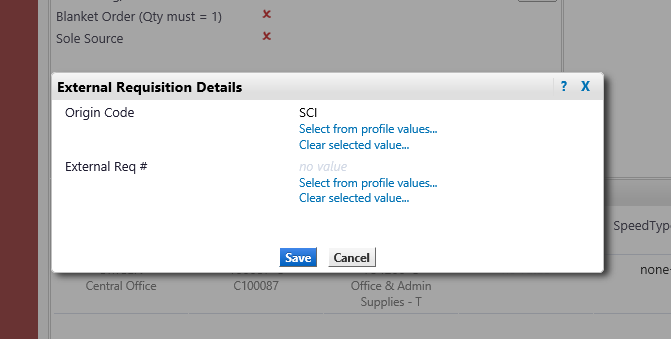 Blanket Order (Qty must = 1) ×
Sole Source ×
External Requisition Details ? X
Origin Code SCI
Select from profile values...
Clear selected value...
External Req # no value
Select from profile values...
Clear selected value...
SpeedType
Save Cancel
none
Central Office C100087 Office & Admin
Supplies - T